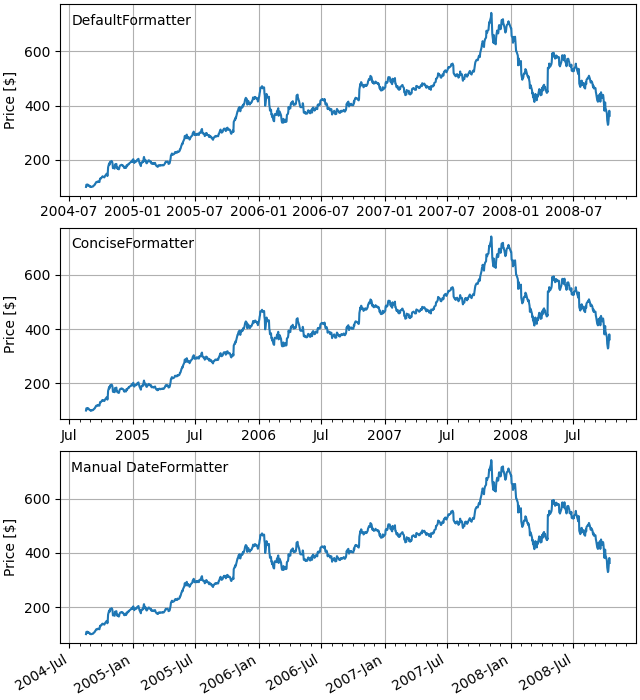 DefaultFormatter
Price [$]
600
400
200
2004-07 2005-01 2005-07 2006-01 2006-07 2007-01 2007-07 2008-01 2008-07
ConciseFormatter
Price [$]
600
400
200
Jul 2005 Jul 2006 Jul 2007 Jul 2008 Jul
Manual DateFormatter
Price [$]
600
400
200
2004-Jul 2005-Jan 2005-Jul 2006-Jan 2006-Jul 2007-Jan 2007-Jul 2008-Jan 2008-Jul